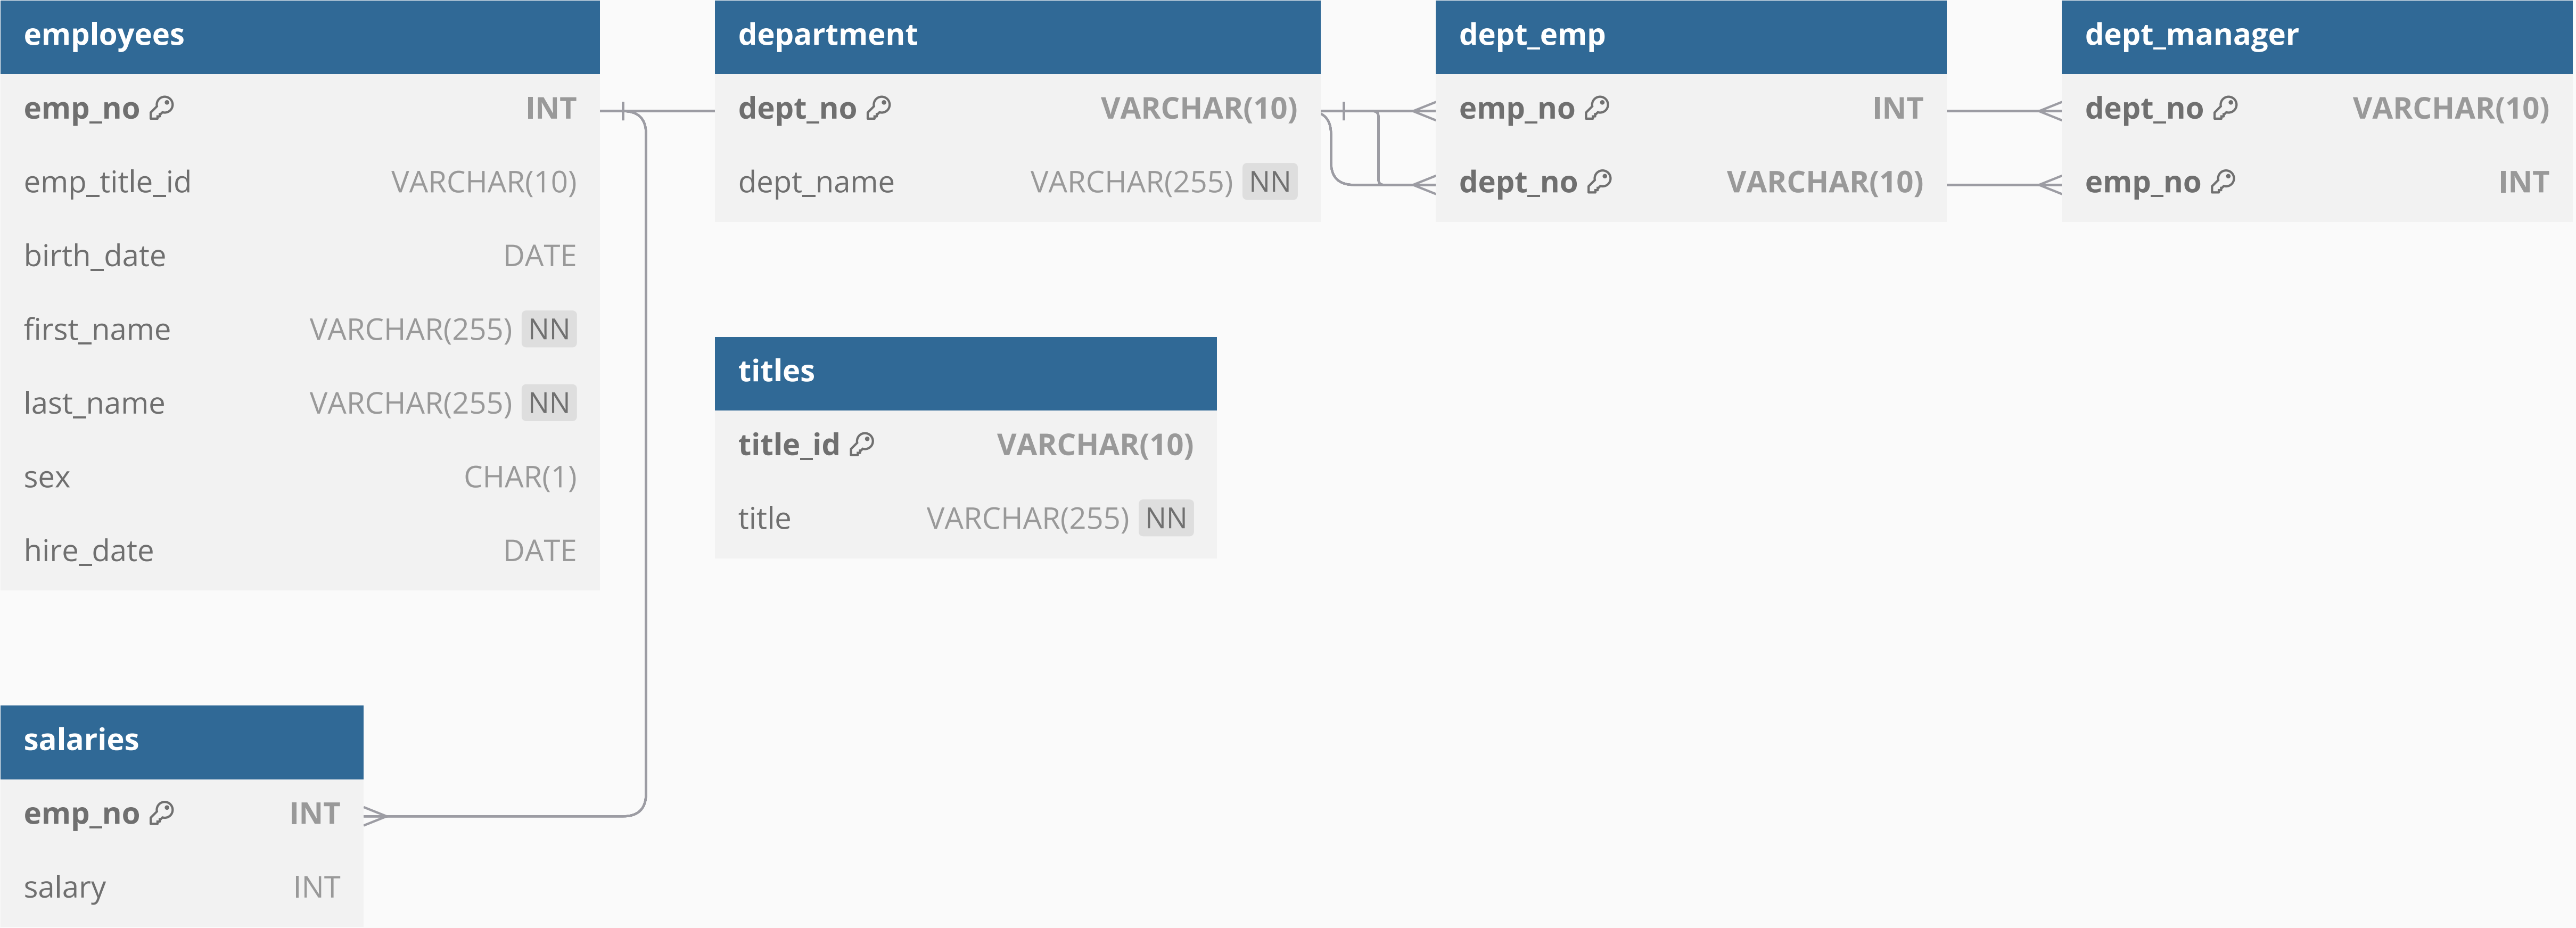 employees
emp_no INT
emp_title_id VARCHAR(10)
birth_date DATE
first_name VARCHAR(255) NN
last_name VARCHAR(255) NN
sex CHAR(1)
hire_date DATE
department
dept_no VARCHAR(10)
dept_name VARCHAR(255) NN
dept_emp
emp_no INT
dept_no VARCHAR(10)
dept_manager
dept_no VARCHAR(10)
emp_no INT
titles
title_id VARCHAR(10)
title VARCHAR(255) NN
salaries
emp_no INT
salary INT